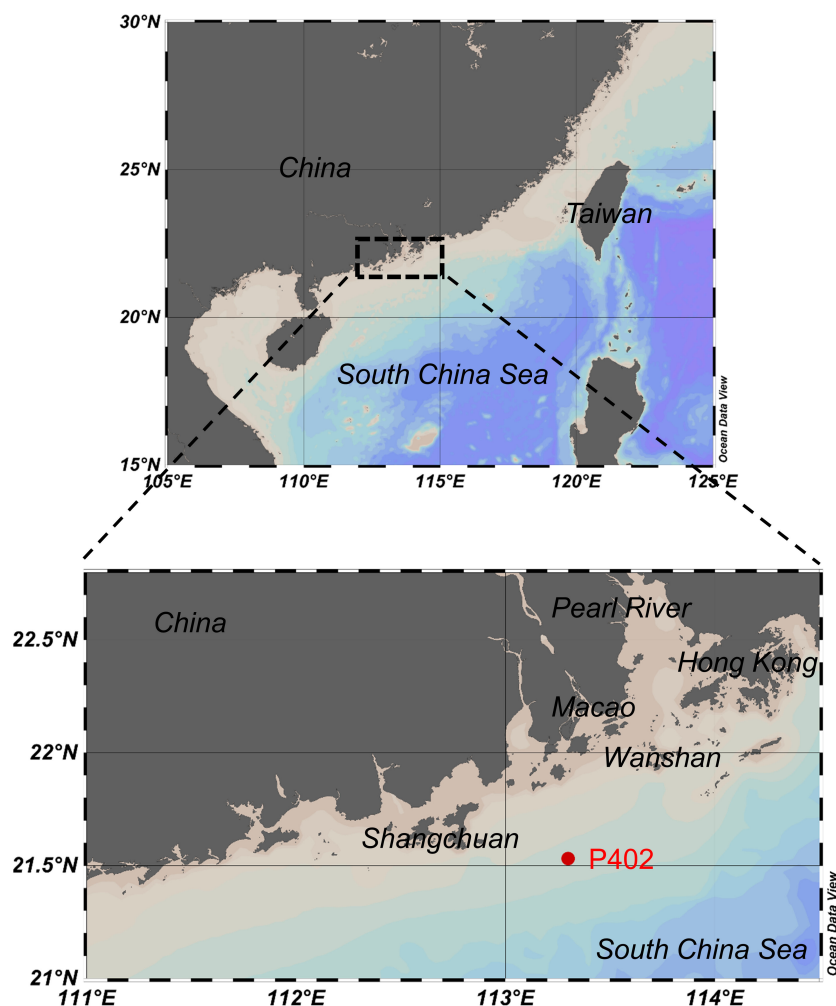 30°N
25°N
China
Taiwan
20°N
South China Sea
15°N
105°E 110°E 115°E 120°E 125°E
Ocean Data View
China
Pearl River
22.5°N
Hong Kong
Macao
22°N
Wanshan
Shangchuan
P402
21.5°N
South China Sea
21°N
111°E 112°E 113°E 114°E
Ocean Data View